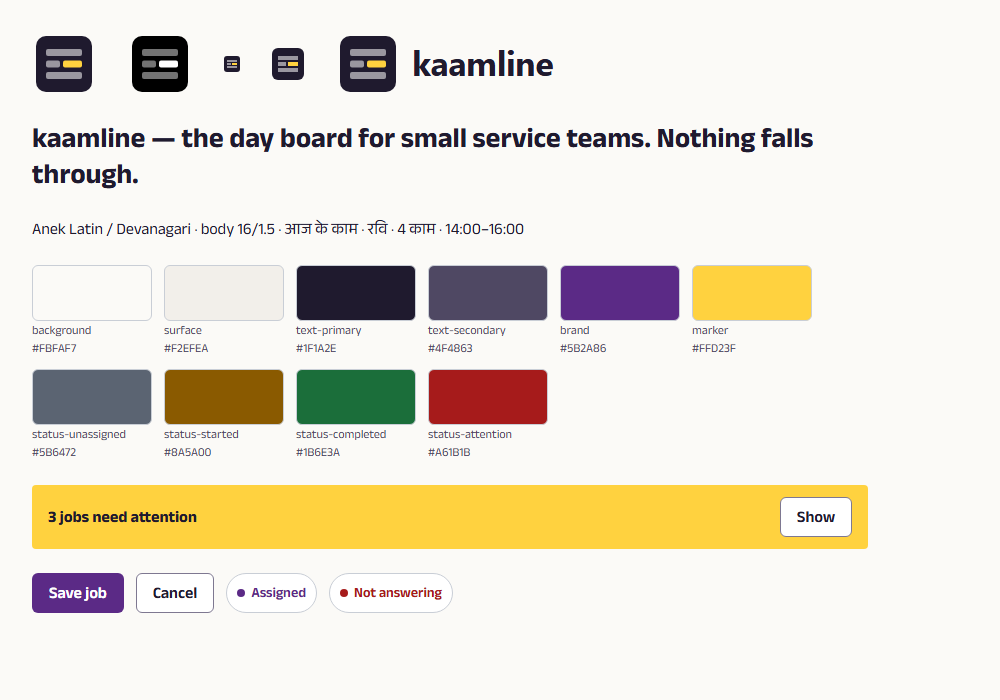 kaamline
kaamline — the day board for small service teams. Nothing falls
through.
Anek Latin / Devanagari · body 16/1.5 · आज के काम · रवि · 4 काम · 14:00–16:00
background surface text-primary text-secondary brand marker
#FBFAF7 #F2EFEA #1F1A2E #4F4863 #5B2A86 #FFD23F
status-unassigned status-started status-completed status-attention
#5B6472 #8A5A00 #1B6E3A #A61B1B
3 jobs need attention Show
Save job Cancel Assigned Not answering